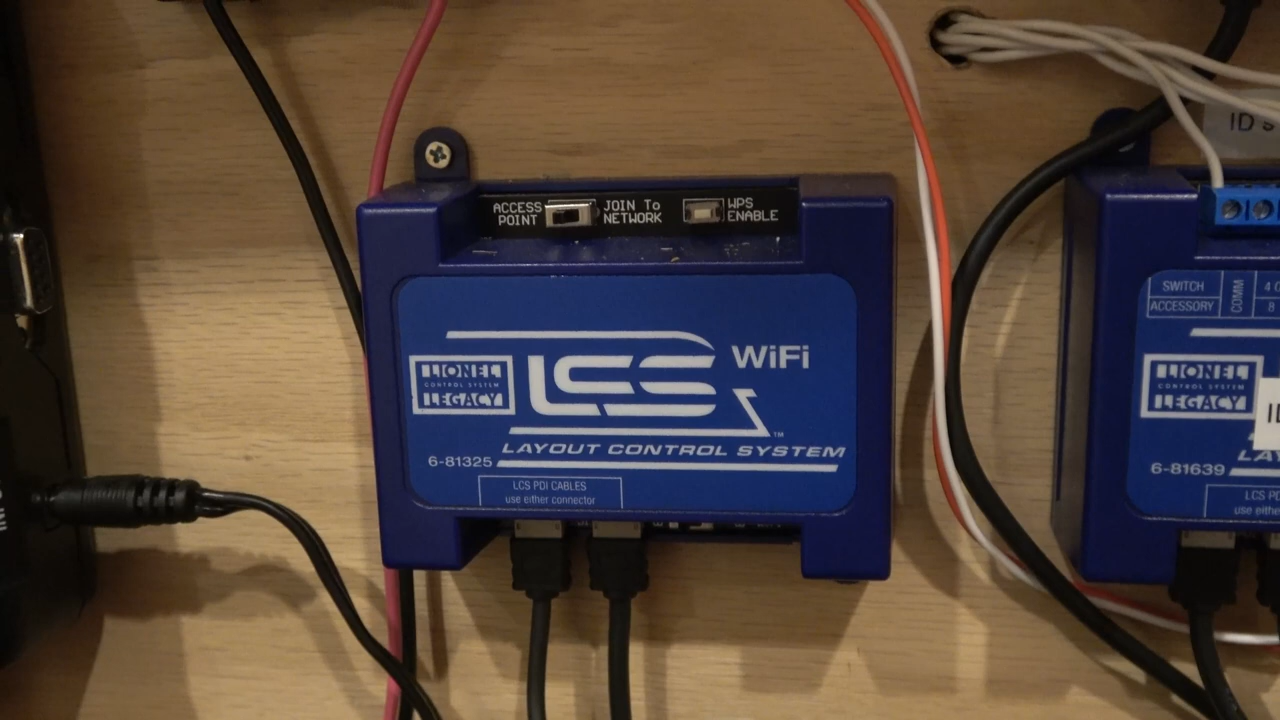 ACCESS
POINT
JOIN To
NETWORK
WPS
ENABLE
LIONEL
CONTROL SYSTEM
LEGACY
LCS WiFi
™
LAYOUT CONTROL SYSTEM
6-81325
LCS PDI CABLES
use either connector
ID
SWITCH
ACCESSORY
COMM
4
8
LIONEL
CONTROL SYSTEM
LEGACY
6-81639
LCS
use